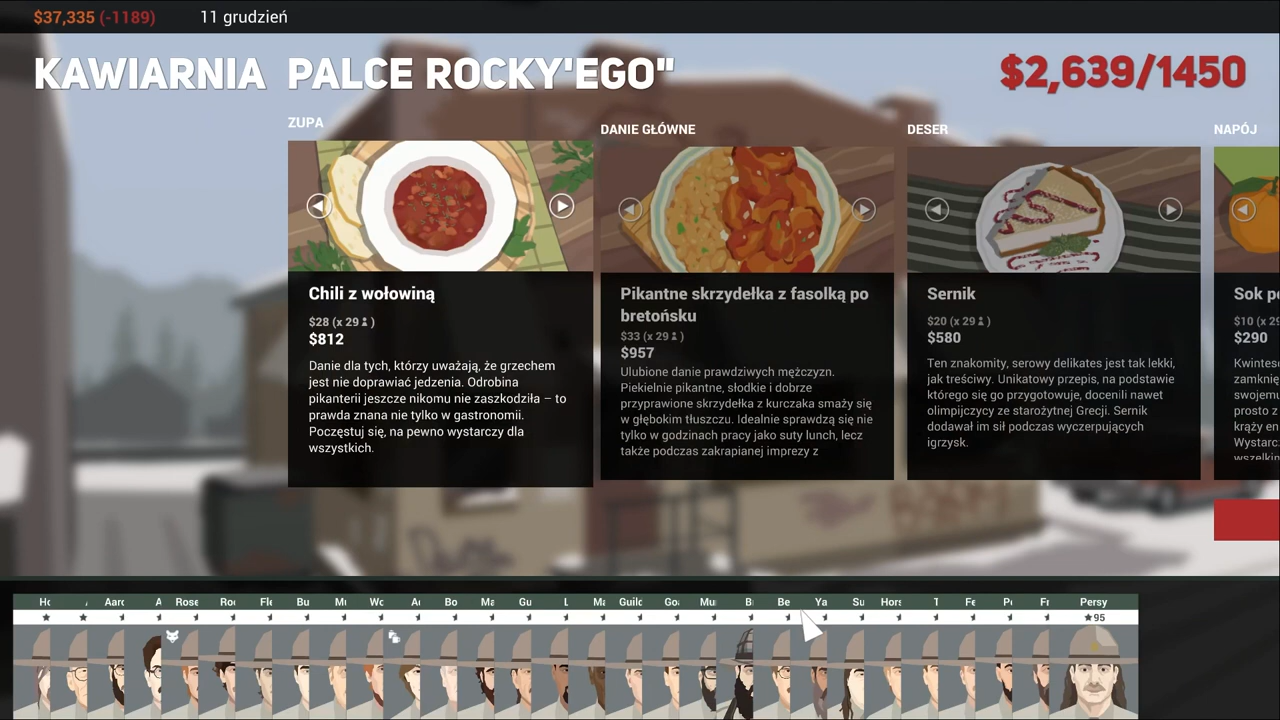 $37,335 (-1189) 11 grudzień
KAWIARNIA PALCE ROCKY'EGO"
$2,639/1450
ZUPA
Chili z wołowiną
$28 (x 29)
$812
Danie dla tych, którzy uważają, że grzechem
jest nie doprawiać jedzenia. Odrobina
pikanterii jeszcze nikomu nie zaszkodziła – to
prawda znana nie tylko w gastronomii.
Poczęstuj się, na pewno wystarczy dla
wszystkich.
DANIE GŁÓWNE
Pikantne skrzydełka z fasolką po
bretońsku
$33 (x 29)
$957
Ulubione danie prawdziwych mężczyzn.
Piekielnie pikantne, słodkie i dobrze
przyprawione skrzydełka z kurczaka smaży się
w głębokim tłuszczu. Idealnie sprawdzą się nie
tylko w godzinach pracy jako suty lunch, lecz
także podczas zakrapianej imprezy z
DESER
Sernik
$20 (x 29)
$580
Ten znakomity, serowy delikates jest tak lekki,
jak treściwy. Unikatowy przepis, na podstawie
którego się go przygotowuje, docenili nawet
olimpijczycy ze starożytnej Grecji. Sernik
dodawał im sił podczas wyczerpujących
igrzysk.
NAPÓJ
Sok
$10 (x 29
$290
prosto z
Persy
95